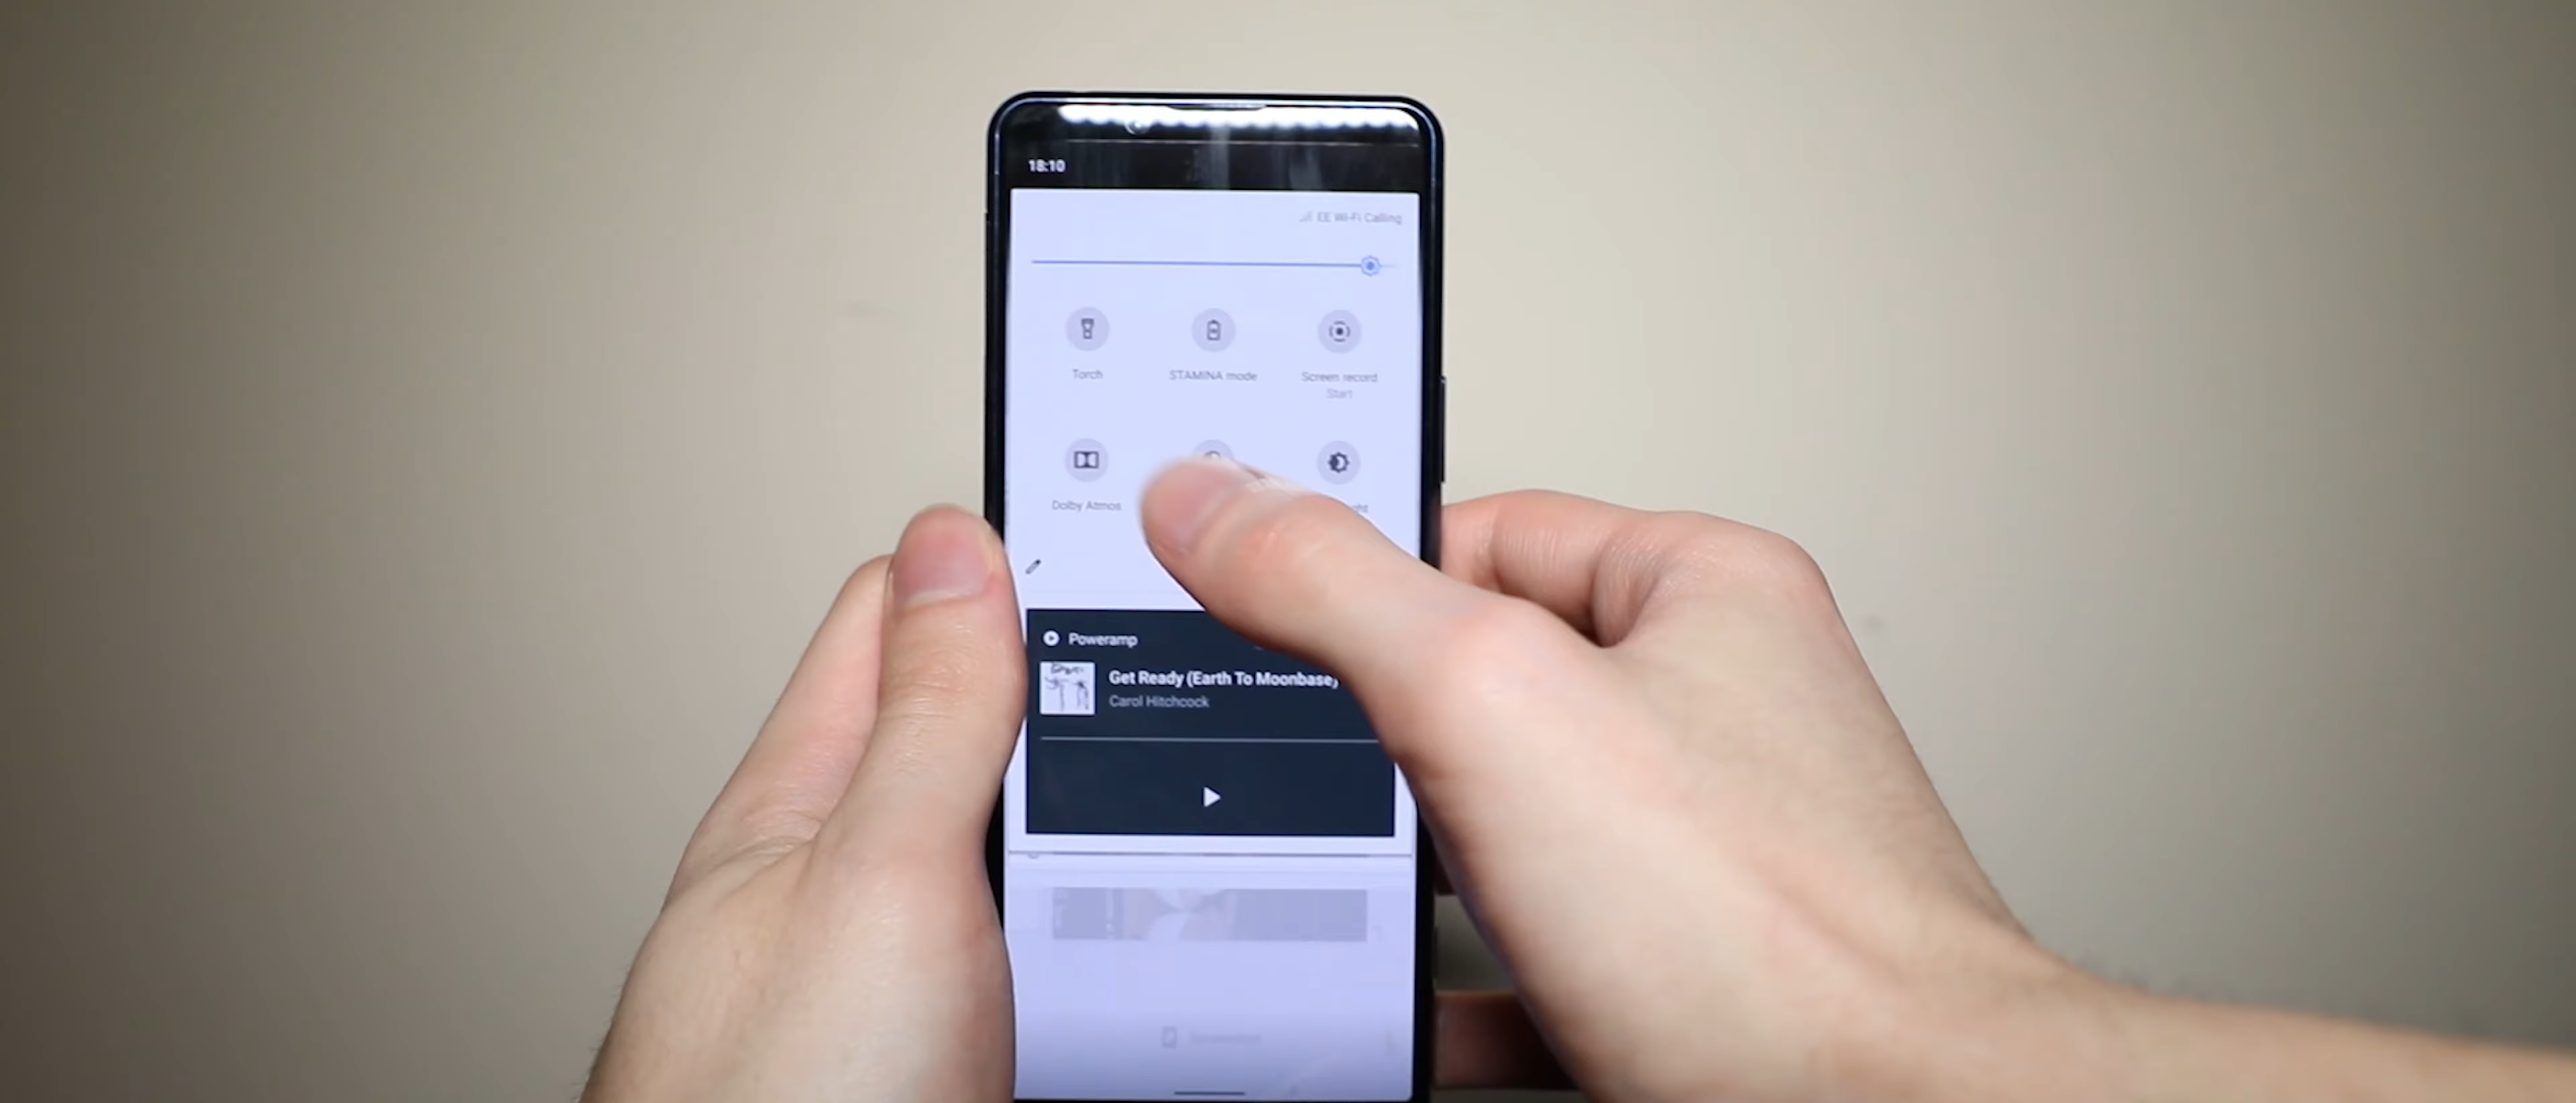 18:10
EE Wi-Fi Calling
Torch
STAMINA mode
Screen record
Start
Dolby Atmos
Poweramp
Get Ready (Earth To Moonbase)
Carol Hitchcock